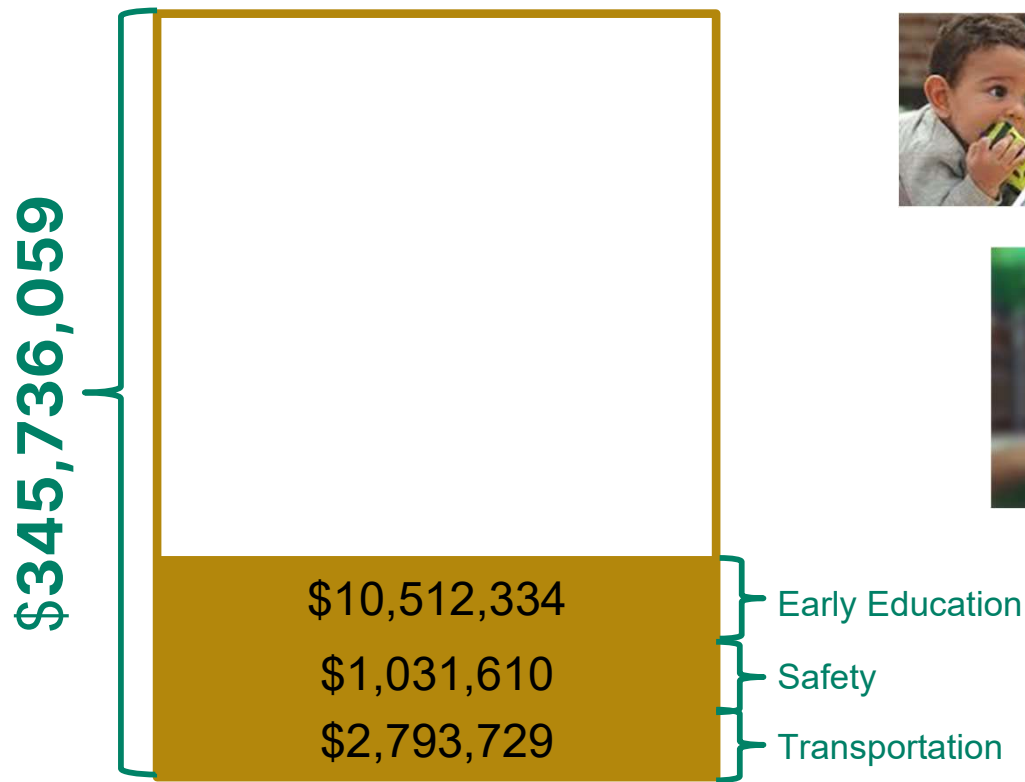 $345,736,059
$10,512,334
Early Education
$1,031,610
Safety
$2,793,729
Transportation